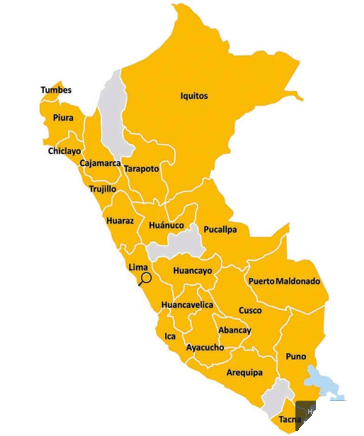 Iquitos
Tumbes
Piura
Chiclayo
Cajamarca
Tarapoto
Trujillo
Huaraz
Huánuco
Pucallpa
Lima
Huancayo
Puerto Maldonado
Huancavelica
Cusco
Abancay
Ica
Ayacucho
Puno
Arequipa
Tacna